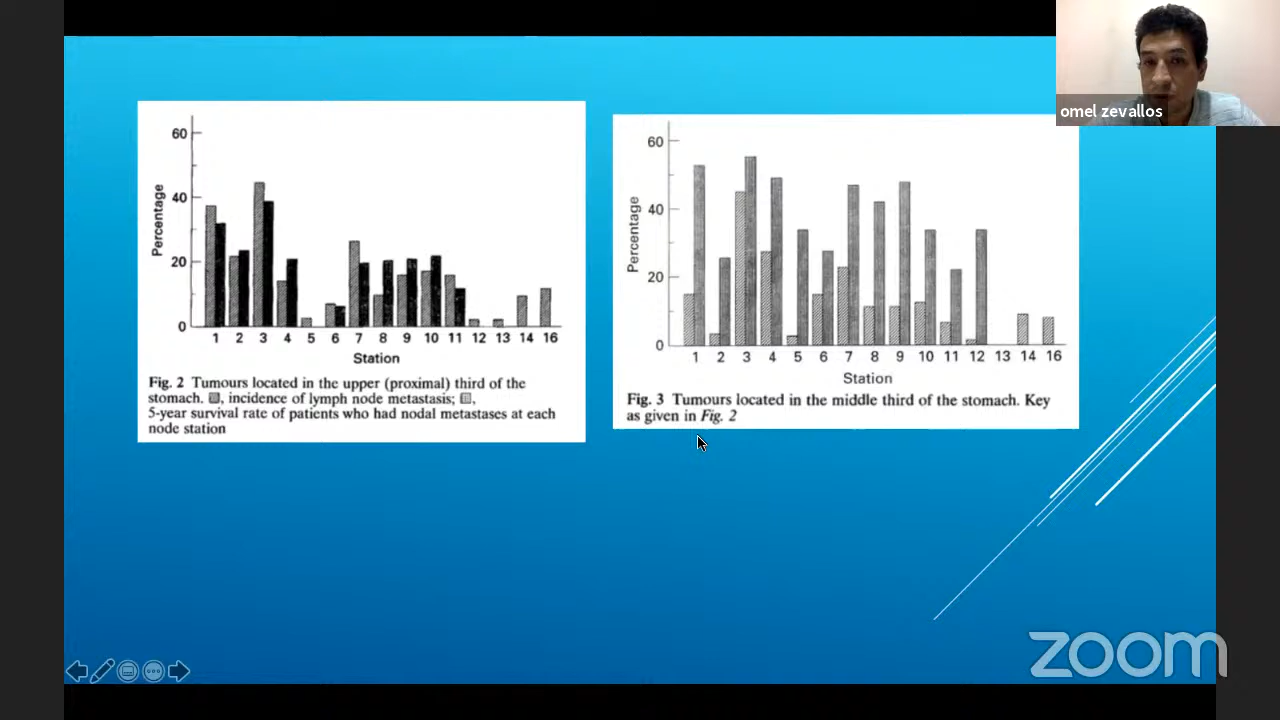 omel zevallos
60
40
20
0
Percentage
1 2 3 4 5 6 7 8 9 10 11 12 13 14 16
Station
Fig. 2 Tumours located in the upper (proximal) third of the
stomach. , incidence of lymph node metastasis; ,
5-year survival rate of patients who had nodal metastases at each
node station
60
40
20
0
Percentage
1 2 3 4 5 6 7 8 9 10 11 12 13 14 16
Station
Fig. 3 Tumours located in the middle third of the stomach. Key
as given in Fig. 2
zoom